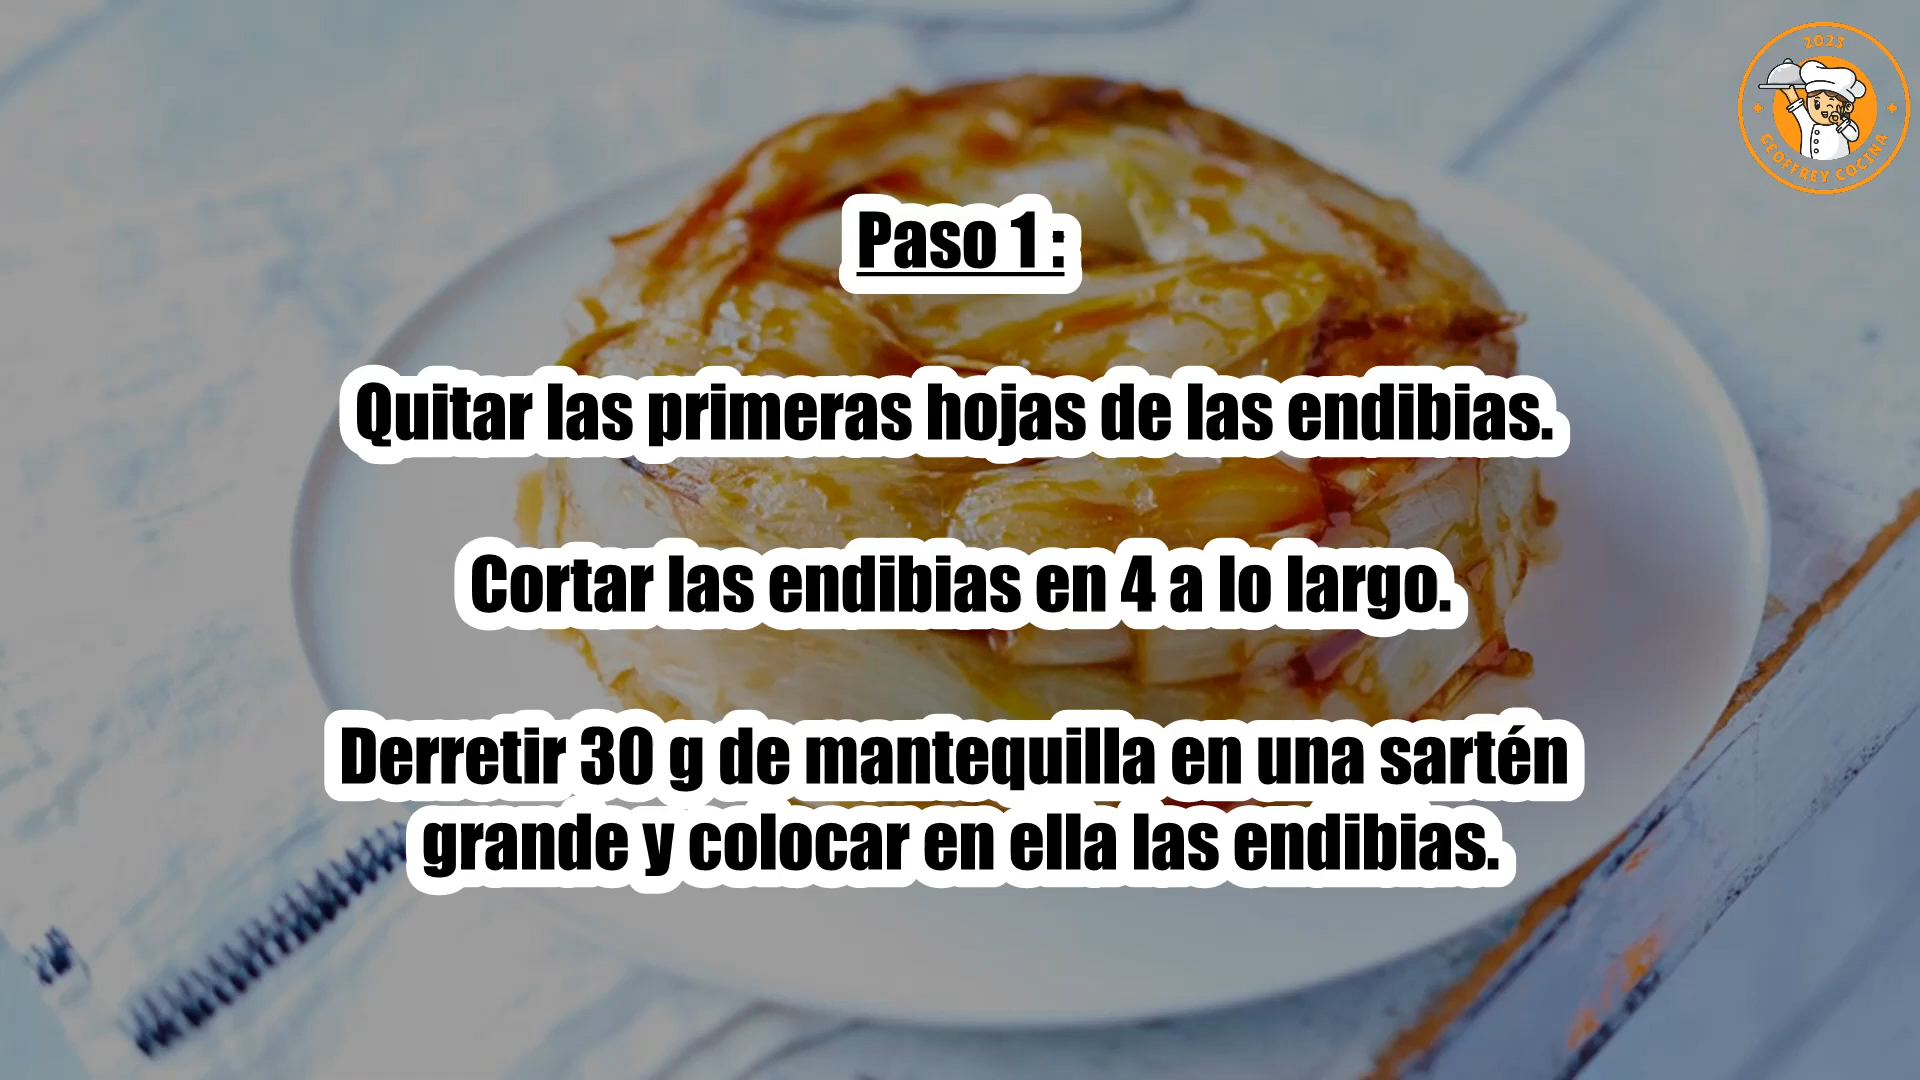 2023
GEOFFREY COCINA
Paso 1 :
Quitar las primeras hojas de las endibias.
Cortar las endibias en 4 a lo largo.
Derretir 30 g de mantequilla en una sartén
grande y colocar en ella las endibias.